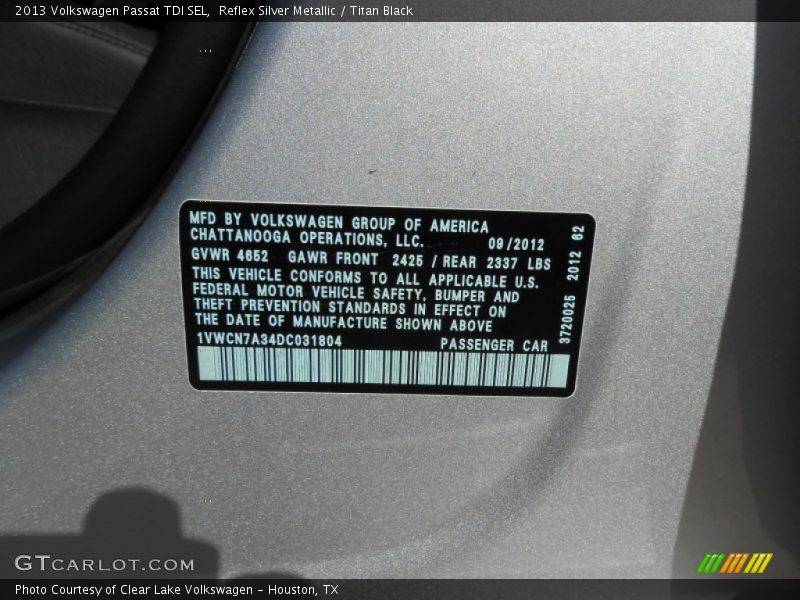 2013 Volkswagen Passat TDI SEL, Reflex Silver Metallic / Titan Black
MFD BY VOLKSWAGEN GROUP OF AMERICA
CHATTANOOGA OPERATIONS, LLC. 09/2012
GVWR 4652 GAWR FRONT 2425 / REAR 2337 LBS
THIS VEHICLE CONFORMS TO ALL APPLICABLE U.S.
FEDERAL MOTOR VEHICLE SAFETY, BUMPER AND
THEFT PREVENTION STANDARDS IN EFFECT ON
THE DATE OF MANUFACTURE SHOWN ABOVE
1VWCN7A34DC031804 PASSENGER CAR
3720025 2012 62
GTCARLOT.COM
Photo Courtesy of Clear Lake Volkswagen - Houston, TX